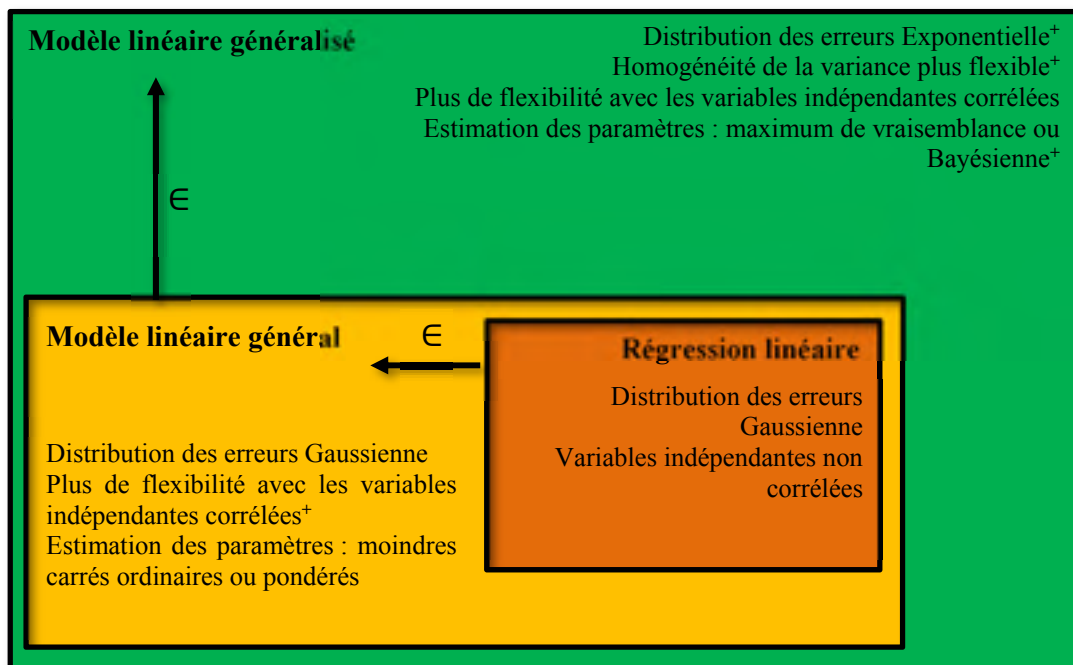 Modèle linéaire généralisé
Distribution des erreurs Exponentielle⁺
Homogénéité de la variance plus flexible⁺
Plus de flexibilité avec les variables indépendantes corrélées
Estimation des paramètres : maximum de vraisemblance ou
Bayésienne⁺
∈
Modèle linéaire général
∈
Distribution des erreurs Gaussienne
Plus de flexibilité avec les variables
indépendantes corrélées⁺
Estimation des paramètres : moindres
carrés ordinaires ou pondérés
Régression linéaire
Distribution des erreurs
Gaussienne
Variables indépendantes non
corrélées